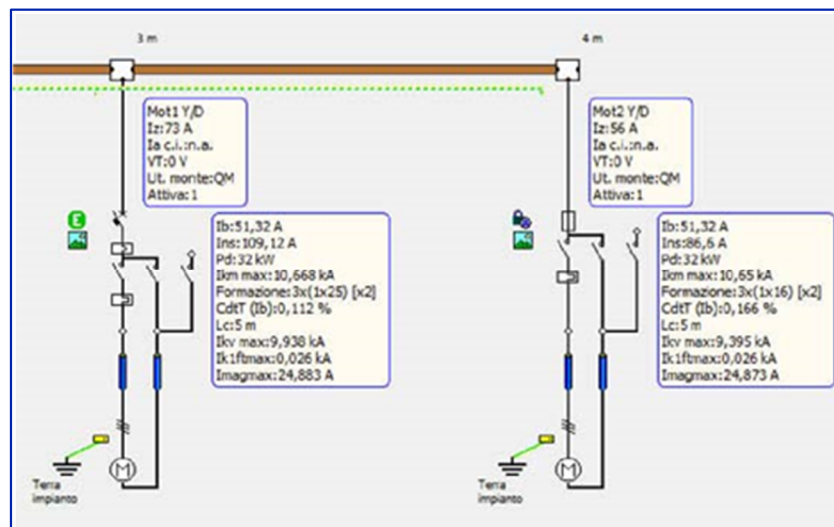 3 m
4 m
Mot1 Y/D
Iz:73 A
Ia c.i.:n.a.
VT:0 V
Ut. monte:QM
Attiva:1
Mot2 Y/D
Iz:56 A
Ia c.i.:n.a.
VT:0 V
Ut. monte:QM
Attiva:1
E
Ib:51,32 A
Ins:109,12 A
Pd:32 kW
Ikm max:10,668 kA
Formazione:3x(1x25) [x2]
CdtT (Ib):0,112 %
Lc:5 m
Ikv max:9,938 kA
Ik1ftmax:0,026 kA
Imagmax:24,883 A
Ib:51,32 A
Ins:86,6 A
Pd:32 kW
Ikm max:10,65 kA
Formazione:3x(1x16) [x2]
CdtT (Ib):0,166 %
Lc:5 m
Ikv max:9,395 kA
Ik1ftmax:0,026 kA
Imagmax:24,873 A
M
Terra
impianto
M
Terra
impianto